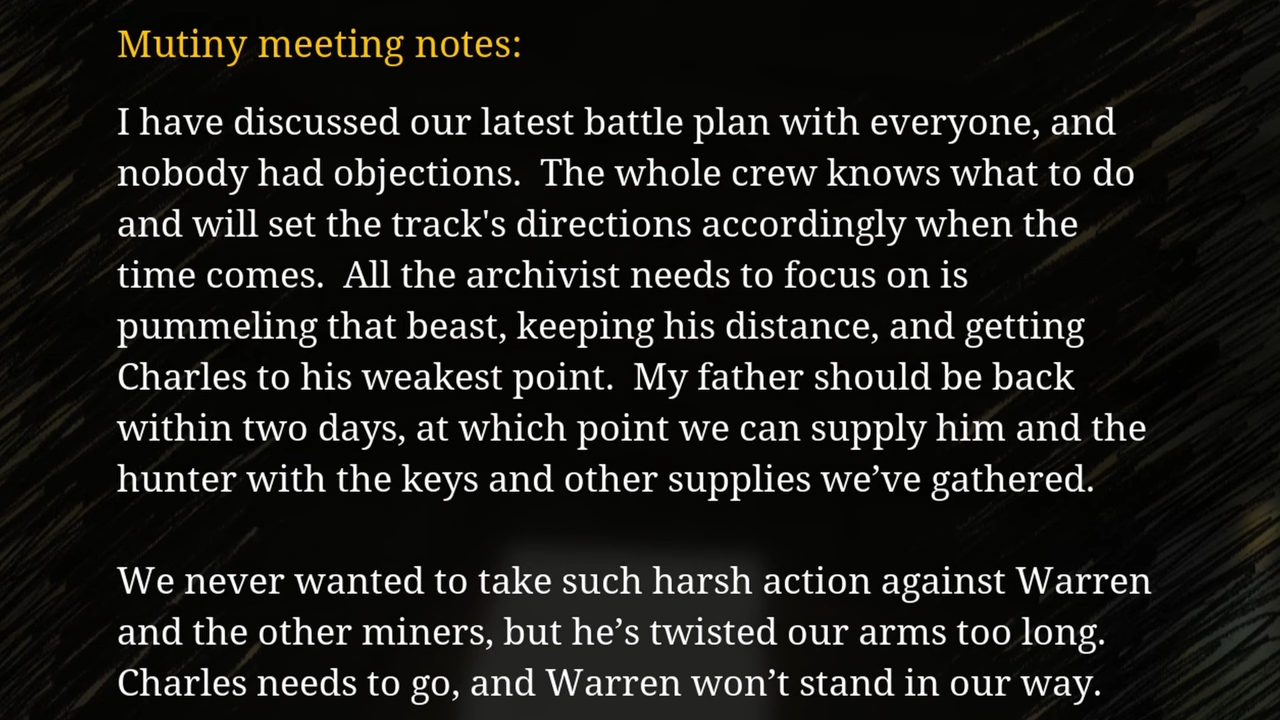 Mutiny meeting notes:
I have discussed our latest battle plan with everyone, and
nobody had objections.  The whole crew knows what to do
and will set the track's directions accordingly when the
time comes.  All the archivist needs to focus on is
pummeling that beast, keeping his distance, and getting
Charles to his weakest point.  My father should be back
within two days, at which point we can supply him and the
hunter with the keys and other supplies we’ve gathered.
We never wanted to take such harsh action against Warren
and the other miners, but he’s twisted our arms too long.
Charles needs to go, and Warren won’t stand in our way.